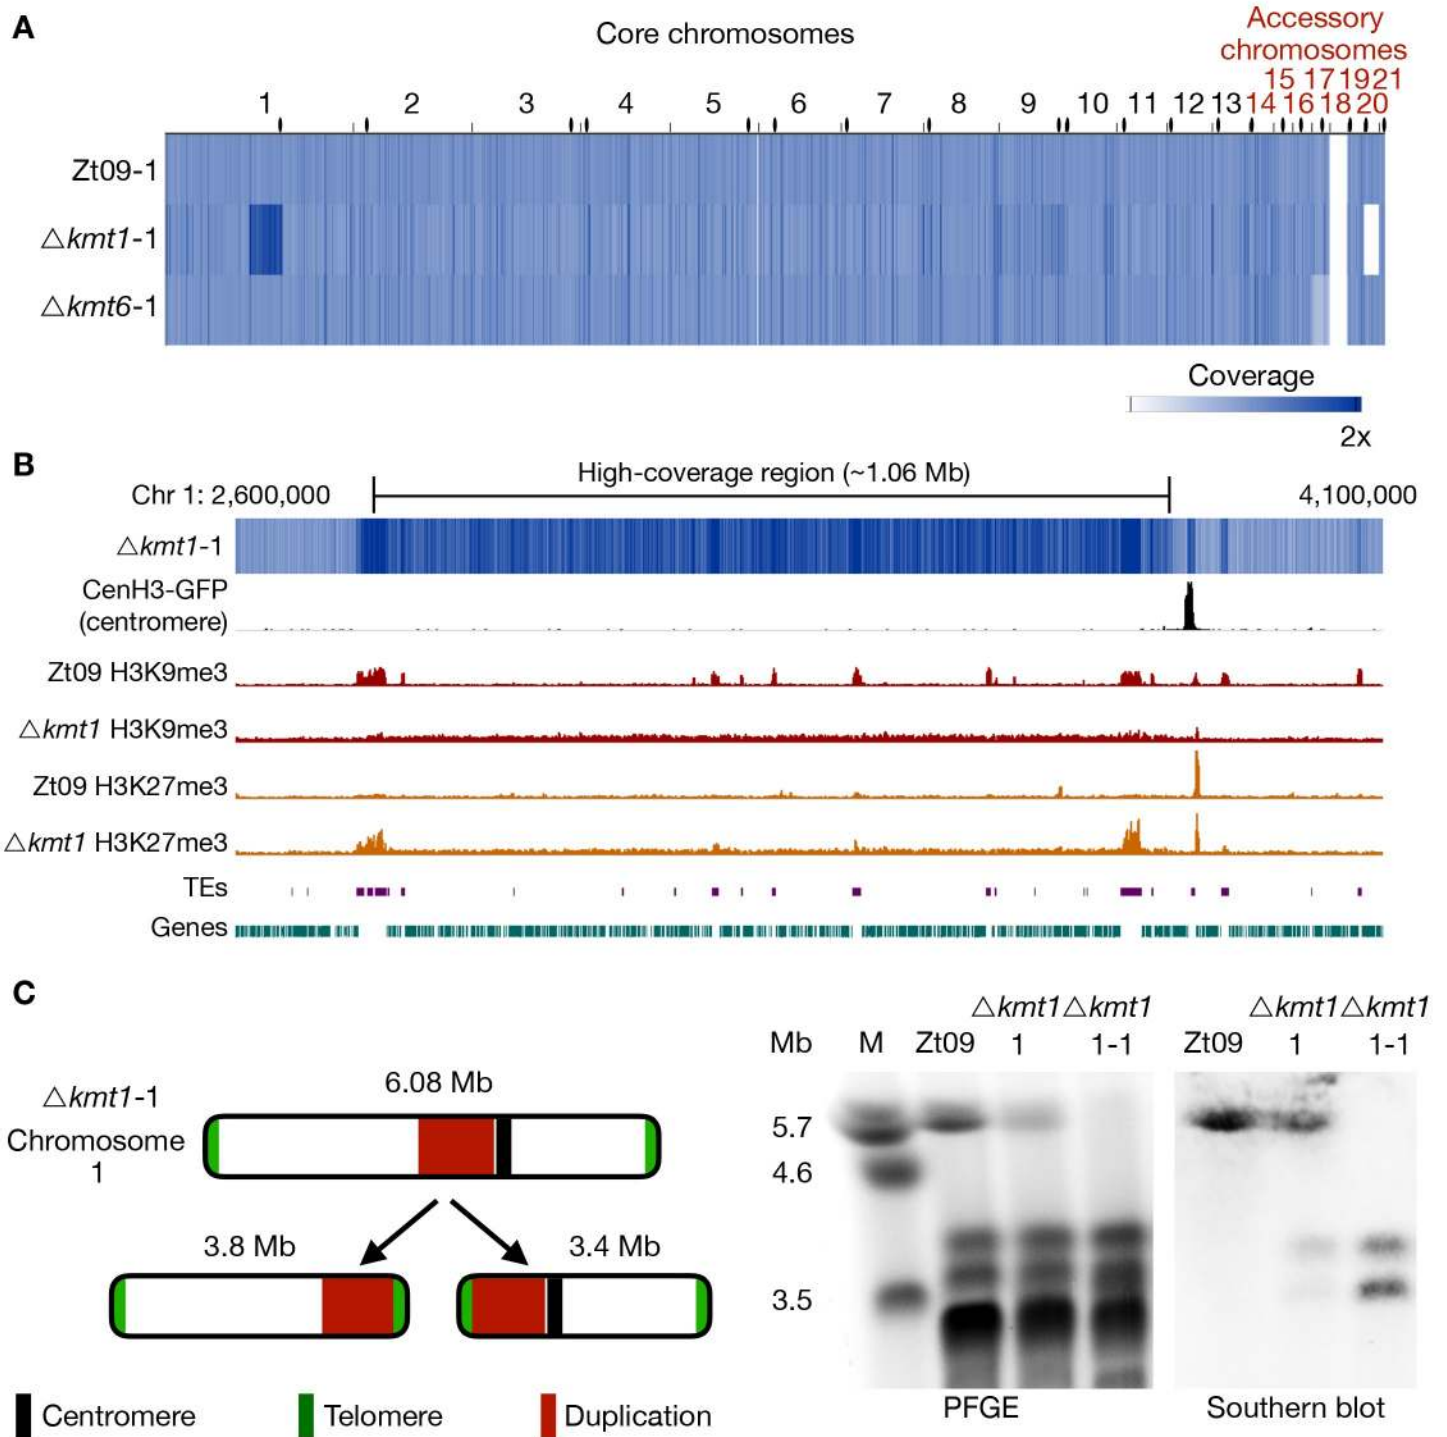 A
Core chromosomes
Accessory
chromosomes
15 17 19 21
1 2 3 4 5 6 7 8 9 10 11 12 13 14 16 18 20
Zt09-1
△kmt1-1
△kmt6-1
Coverage
2x
B
High-coverage region (~1.06 Mb)
Chr 1: 2,600,000
4,100,000
△kmt1-1
CenH3-GFP
(centromere)
Zt09 H3K9me3
△kmt1 H3K9me3
Zt09 H3K27me3
△kmt1 H3K27me3
TEs
Genes
C
△kmt1-1
Chromosome
1
6.08 Mb
3.8 Mb
3.4 Mb
Centromere
Telomere
Duplication
△kmt1 △kmt1
Mb M Zt09 1 1-1
5.7
4.6
3.5
PFGE
△kmt1 △kmt1
Zt09 1 1-1
Southern blot